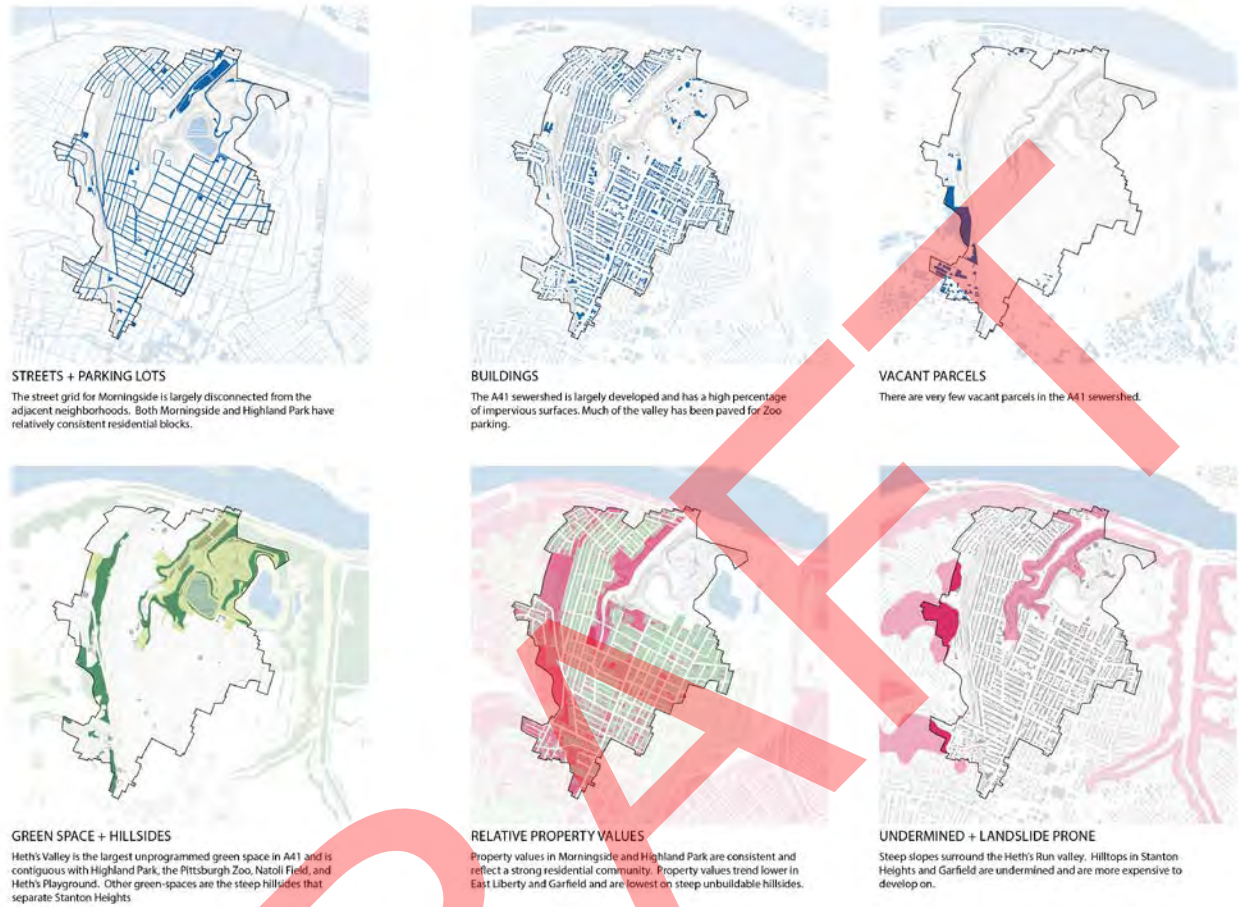 STREETS + PARKING LOTS
The street grid for Morningside is largely disconnected from the
adjacent neighborhoods. Both Morningside and Highland Park have
relatively consistent residential blocks.
BUILDINGS
The A41 sewershed is largely developed and has a high percentage
of impervious surfaces. Much of the valley has been paved for Zoo
parking.
VACANT PARCELS
There are very few vacant parcels in the A41 sewershed.
GREEN SPACE + HILLSIDES
Heth's Valley is the largest unprogrammed green space in A41 and is
contiguous with Highland Park, the Pittsburgh Zoo, Natoli Field, and
Heth's Playground. Other green-spaces are the steep hillsides that
separate Stanton Heights
RELATIVE PROPERTY VALUES
Property values in Morningside and Highland Park are consistent and
reflect a strong residential community. Property values trend lower in
East Liberty and Garfield and are lowest on steep unbuildable hillsides.
UNDERMINED + LANDSLIDE PRONE
Steep slopes surround the Heth's Run valley. Hilltops in Stanton
Heights and Garfield are undermined and are more expensive to
develop on.
DRAFT